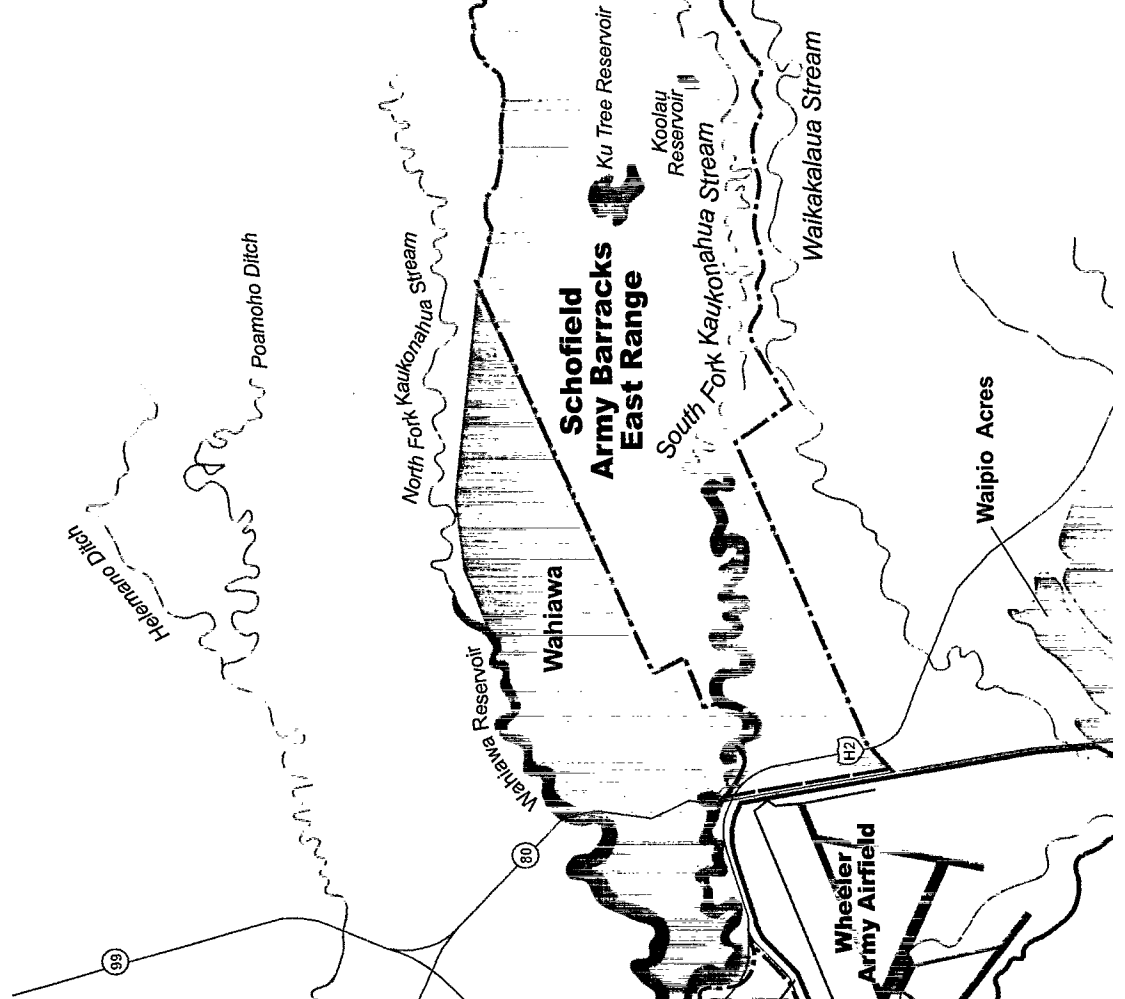 Ku Tree Reservoir
Koolau
Reservoir
Waikakalaua Stream
South Fork Kaukonahua Stream
North Fork Kaukonahua Stream
Poamoho Ditch
Helemano Ditch
Schofield
Army Barracks
East Range
Wahiawa
Wahiawa Reservoir
Waipio Acres
H2
80
99
Wheeler
Army Airfield